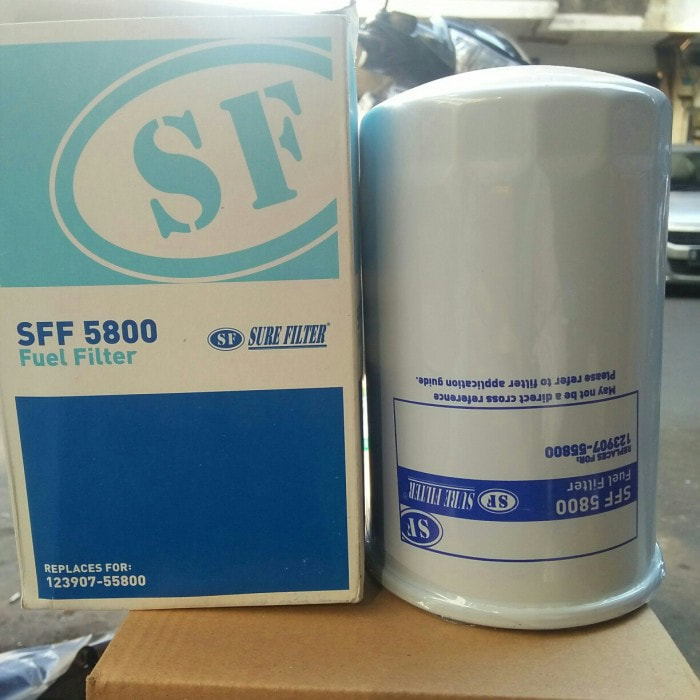 SF
SFF 5800
Fuel Filter
SF SURE FILTER®
REPLACES FOR:
123907-55800
SF
SFF 5800
Fuel Filter
SF SURE FILTER®
REPLACES FOR:
123907-55800
May not be a direct cross reference
Please refer to filter application guide.